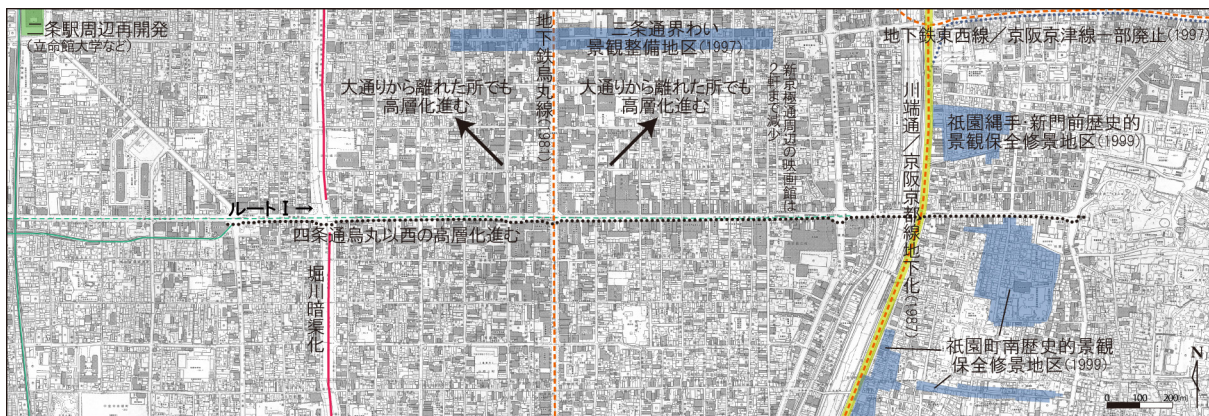 二条駅周辺再開発
(立命館大学など)
地下鉄烏丸線(1981)
三条通界わい
景観整備地区(1997)
地下鉄東西線／京阪京津線一部廃止(1997)
大通りから離れた所でも
高層化進む
大通りから離れた所でも
高層化進む
新京極通周辺の映画館は
2軒まで減少
川端通／京阪京都線地下化(1987)
祇園縄手・新門前歴史的
景観保全修景地区(1999)
ルートⅠ→
四条通烏丸以西の高層化進む
堀川暗渠化
祇園町南歴史的景観
保全修景地区(1999)
N
0 100 200(m)